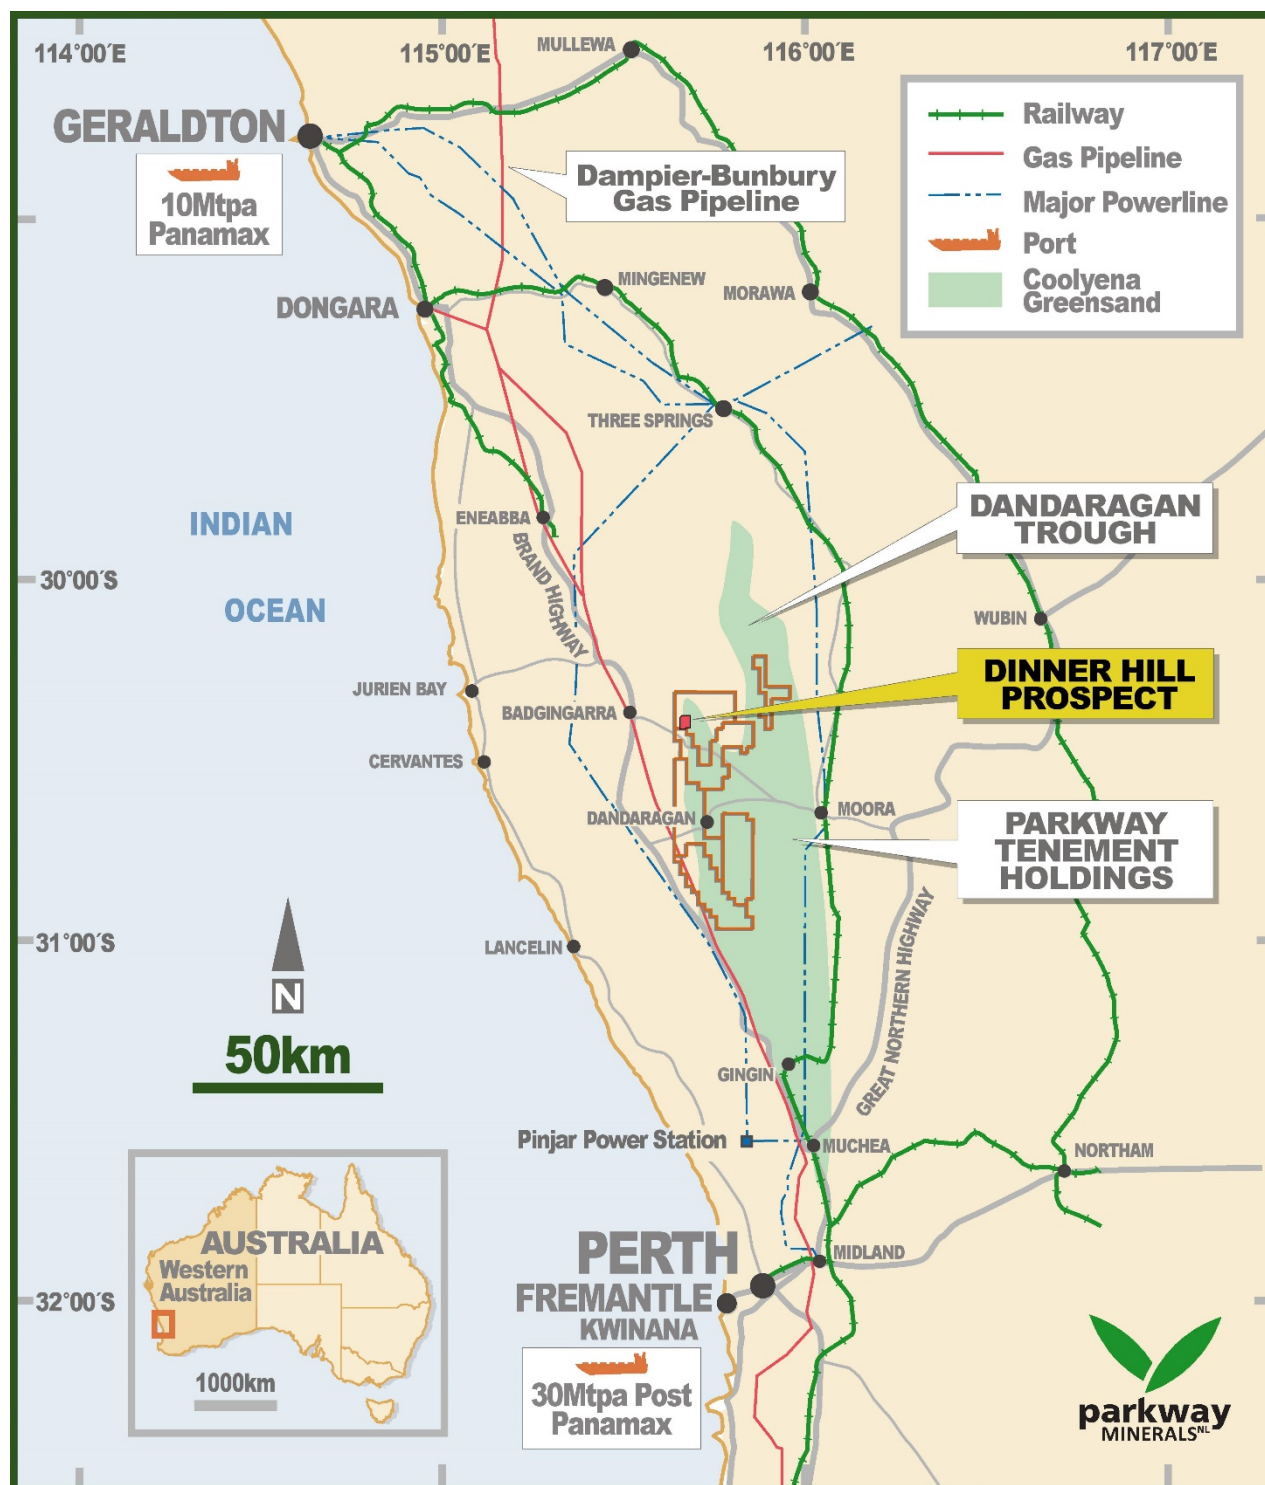 114°00′E
115°00′E
116°00′E
117°00′E
MULLEWA
GERALDTON
10Mtpa
Panamax
Dampier-Bunbury
Gas Pipeline
Railway
Gas Pipeline
Major Powerline
Port
Coolyena
Greensand
MINGENEW
MORAWA
DONGARA
THREE SPRINGS
DANDARAGAN
TROUGH
ENEABBA
BRAND HIGHWAY
INDIAN
OCEAN
30°00′S
WUBIN
DINNER HILL
PROSPECT
JURIEN BAY
BADGINGARRA
CERVANTES
DANDARAGAN
MOORA
PARKWAY
TENEMENT
HOLDINGS
31°00′S
LANCELIN
GREAT NORTHERN HIGHWAY
N
50km
GINGIN
Pinjar Power Station
MUCHEA
NORTHAM
AUSTRALIA
Western
Australia
1000km
PERTH
MIDLAND
FREMANTLE
KWINANA
32°00′S
30Mtpa Post
Panamax
parkway
MINERALS NL